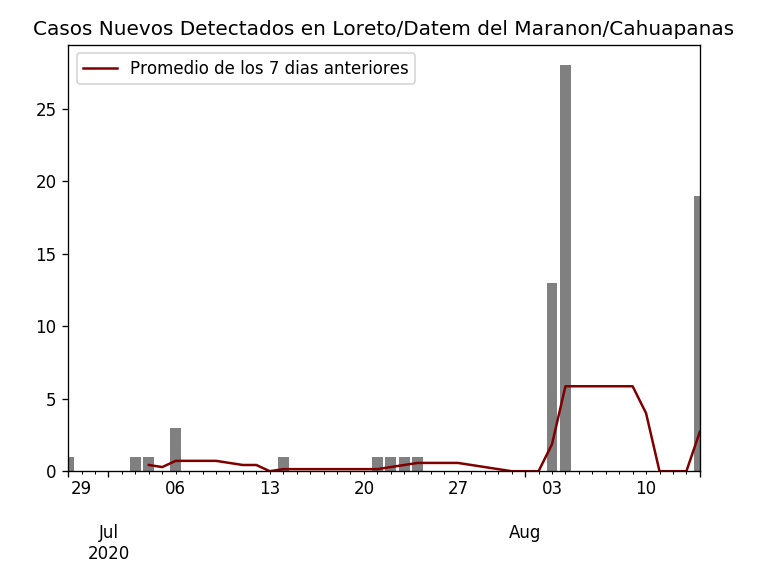 Casos Nuevos Detectados en Loreto/Datem del Maranon/Cahuapanas
Promedio de los 7 dias anteriores
25
20
15
10
5
0
29 06 13 20 27 03 10
Jul Aug
2020